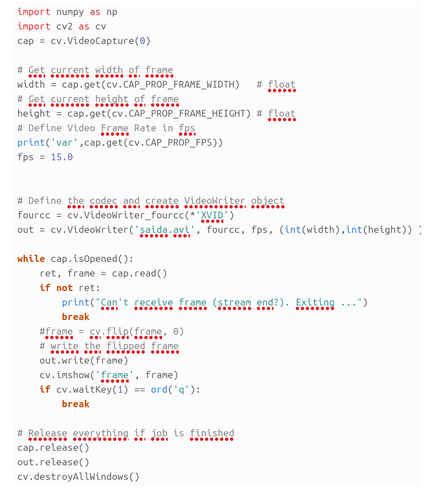 import numpy as np
import cv2 as cv
cap = cv.VideoCapture(0)
# Get current width of frame
width = cap.get(cv.CAP_PROP_FRAME_WIDTH)   # float
# Get current height of frame
height = cap.get(cv.CAP_PROP_FRAME_HEIGHT) # float
# Define Video Frame Rate in fps
print('var',cap.get(cv.CAP_PROP_FPS))
fps = 15.0
# Define the codec and create VideoWriter object
fourcc = cv.VideoWriter_fourcc(*'XVID')
out = cv.VideoWriter('saida.avi', fourcc, fps, (int(width),int(height)) )
while cap.isOpened():
    ret, frame = cap.read()
    if not ret:
        print("Can't receive frame (stream end?). Exiting ...")
        break
    #frame = cv.flip(frame, 0)
    # write the flipped frame
    out.write(frame)
    cv.imshow('frame', frame)
    if cv.waitKey(1) == ord('q'):
        break
# Release everything if job is finished
cap.release()
out.release()
cv.destroyAllWindows()